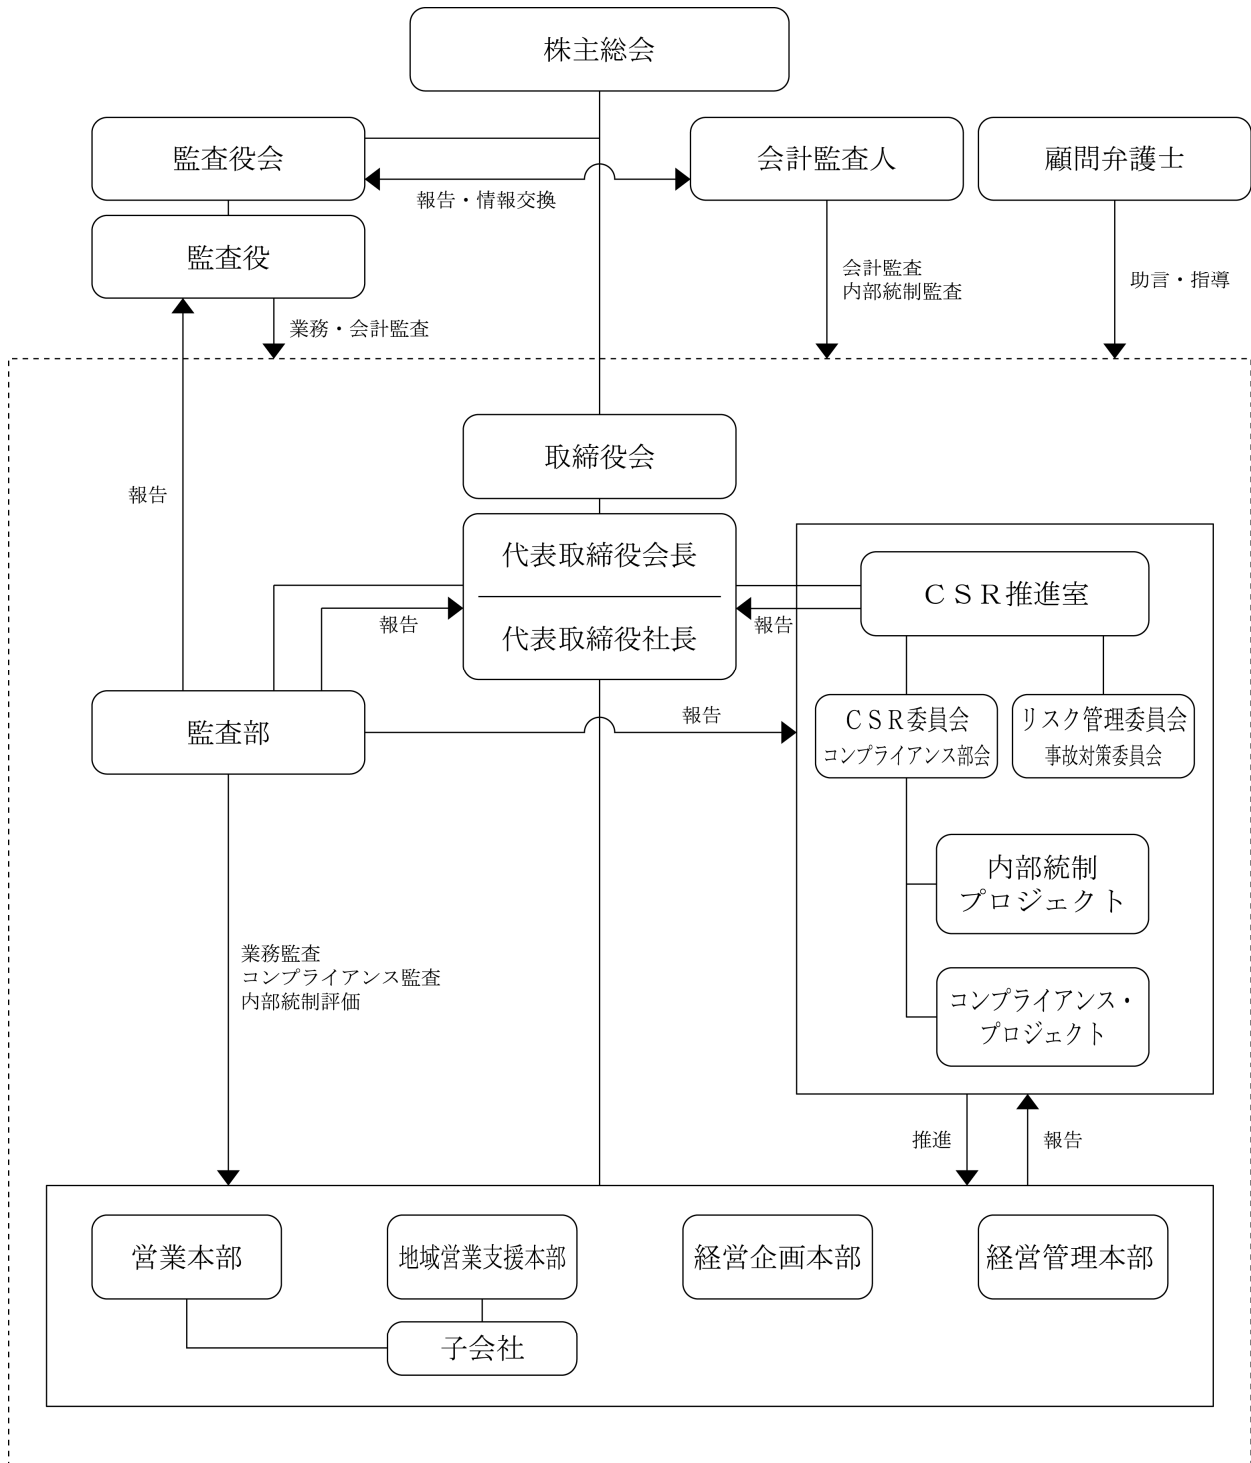 株主総会
監査役会
会計監査人
顧問弁護士
報告・情報交換
監査役
会計監査
内部統制監査
助言・指導
業務・会計監査
取締役会
報告
代表取締役会長
代表取締役社長
報告
報告
ＣＳＲ推進室
監査部
報告
ＣＳＲ委員会
コンプライアンス部会
リスク管理委員会
事故対策委員会
内部統制
プロジェクト
業務監査
コンプライアンス監査
内部統制評価
コンプライアンス・
プロジェクト
推進
報告
営業本部
地域営業支援本部
経営企画本部
経営管理本部
子会社